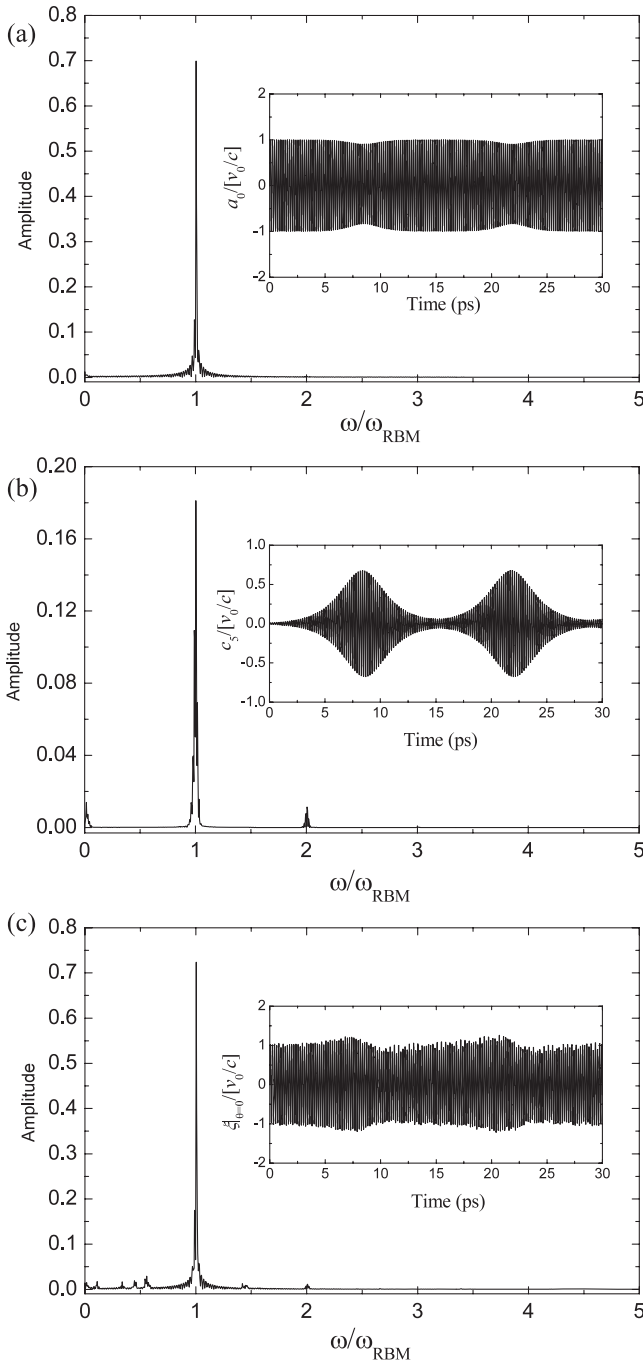 (a)
0.8
0.7
0.6
0.5
0.4
0.3
0.2
0.1
0.0
Amplitude
0 1 2 3 4 5
ω/ω_RBM
2
1
0
-1
-2
a₀/[v₀/c]
0 5 10 15 20 25 30
Time (ps)
(b)
0.20
0.16
0.12
0.08
0.04
0.00
Amplitude
0 1 2 3 4 5
ω/ω_RBM
1.0
0.5
0.0
-0.5
-1.0
c₅/[v₀/c]
0 5 10 15 20 25 30
Time (ps)
(c)
0.8
0.7
0.6
0.5
0.4
0.3
0.2
0.1
0.0
Amplitude
0 1 2 3 4 5
ω/ω_RBM
2
1
0
-1
-2
ξ|θ=0/[v₀/c]
0 5 10 15 20 25 30
Time (ps)